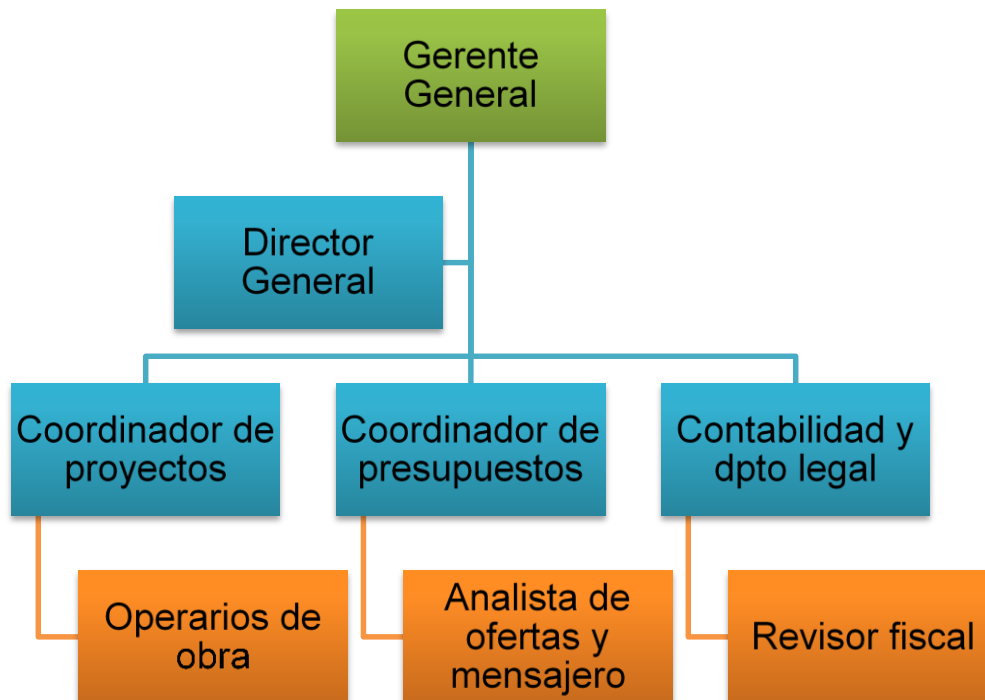 Gerente
General
Director
General
Coordinador de
proyectos
Coordinador de
presupuestos
Contabilidad y
dpto legal
Operarios de
obra
Analista de
ofertas y
mensajero
Revisor fiscal